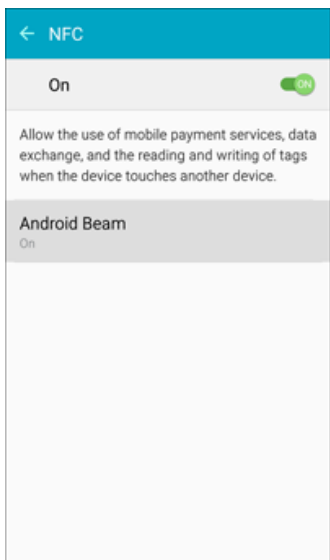 ← NFC
On ON
Allow the use of mobile payment services, data
exchange, and the reading and writing of tags
when the device touches another device.
Android Beam
On